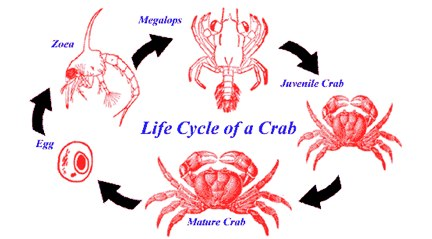 Megalops
Zoea
Juvenile Crab
Life Cycle of a Crab
Egg
Mature Crab